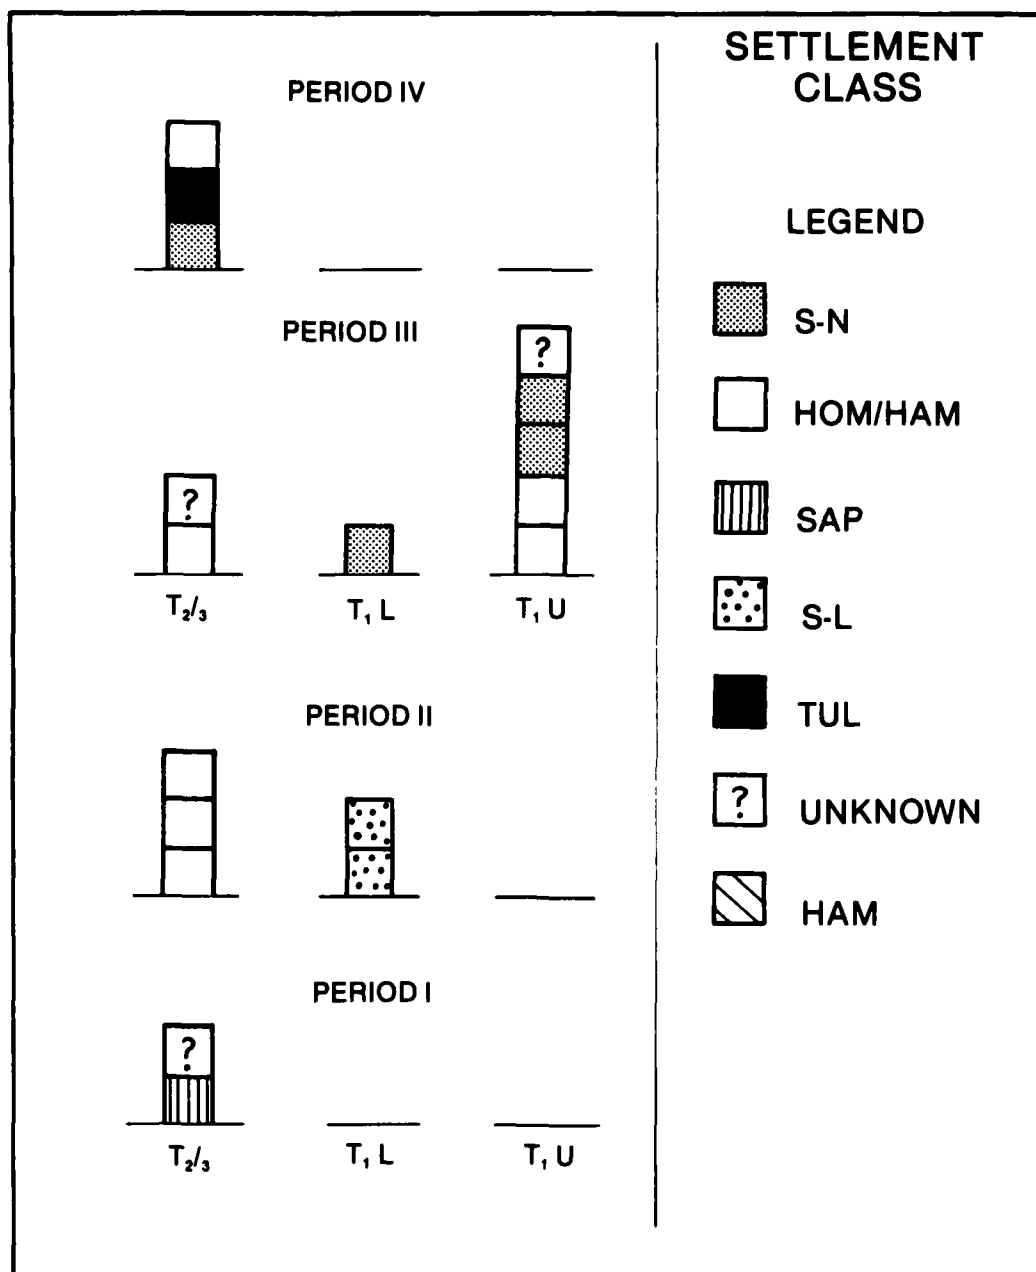 PERIOD IV
PERIOD III
?
?
T₂/₃ T₁ L T₁ U
PERIOD II
PERIOD I
?
T₂/₃ T₁ L T₁ U
SETTLEMENT
CLASS
LEGEND
S-N
HOM/HAM
SAP
S-L
TUL
? UNKNOWN
HAM